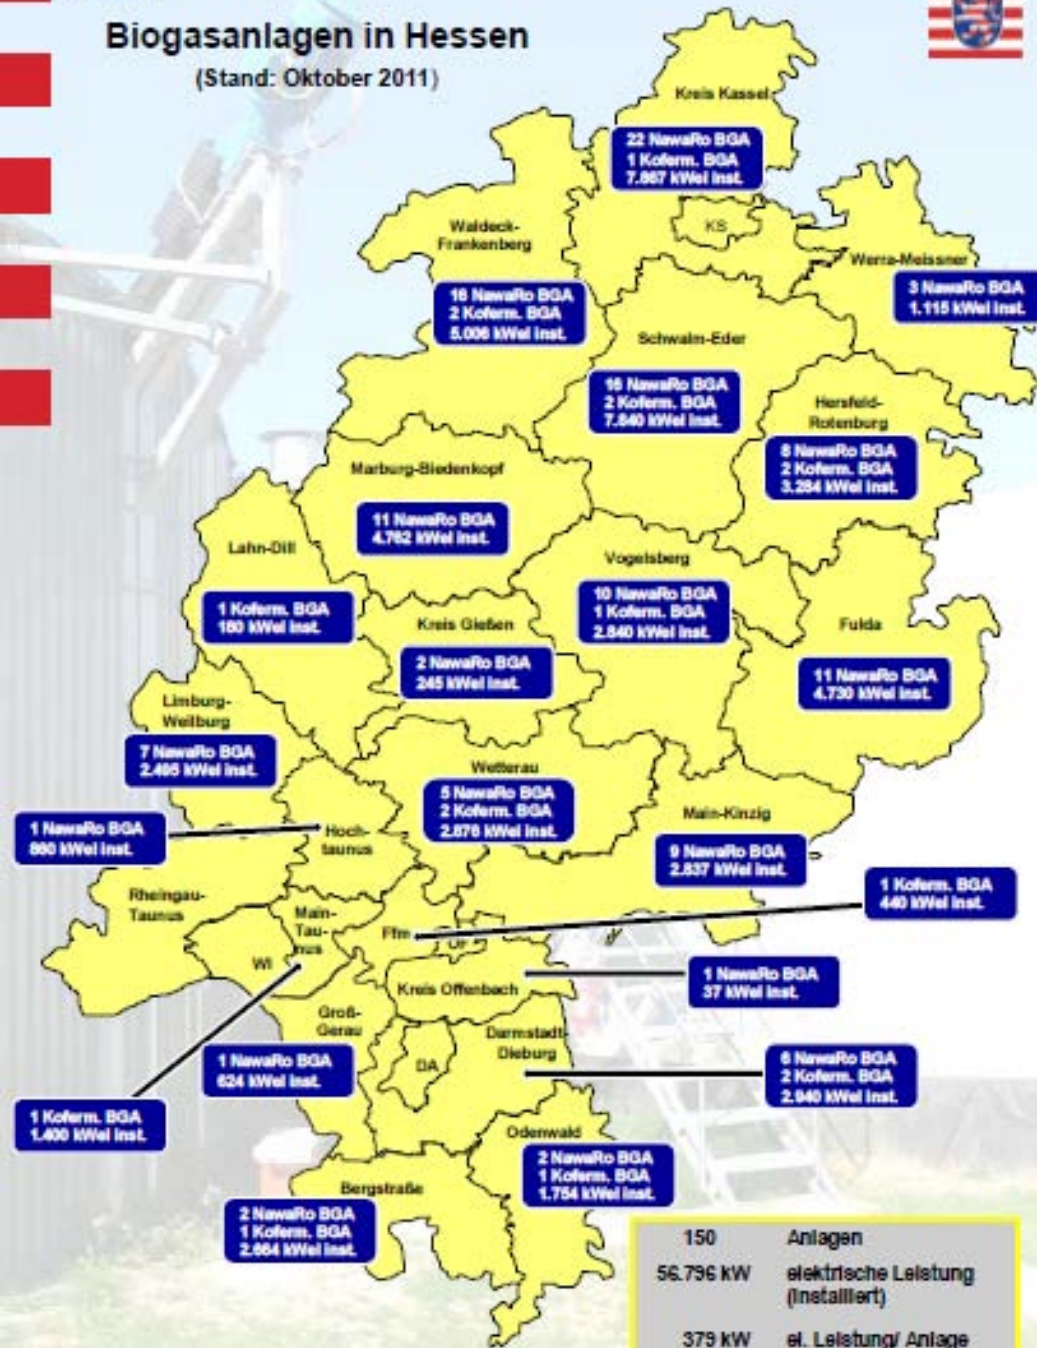 Biogasanlagen in Hessen
(Stand: Oktober 2011)
Kreis Kassel
22 NawaRo BGA
1 Koferm. BGA
7.867 kWel inst.
KS
Waldeck-
Frankenberg
16 NawaRo BGA
2 Koferm. BGA
5.006 kWel inst.
Werra-Meissner
3 NawaRo BGA
1.115 kWel inst.
Schwalm-Eder
16 NawaRo BGA
2 Koferm. BGA
7.840 kWel inst.
Hersfeld-
Rotenburg
8 NawaRo BGA
2 Koferm. BGA
3.284 kWel inst.
Marburg-Biedenkopf
11 NawaRo BGA
4.762 kWel inst.
Lahn-Dill
1 Koferm. BGA
180 kWel inst.
Kreis Gießen
2 NawaRo BGA
245 kWel inst.
Vogelsberg
10 NawaRo BGA
1 Koferm. BGA
2.840 kWel inst.
Fulda
11 NawaRo BGA
4.730 kWel inst.
Limburg-
Weilburg
7 NawaRo BGA
2.495 kWel inst.
Wetterau
5 NawaRo BGA
2 Koferm. BGA
2.876 kWel inst.
Main-Kinzig
9 NawaRo BGA
2.837 kWel inst.
1 NawaRo BGA
860 kWel inst.
Hoch-
taunus
Rheingau-
Taunus
Main-
Tau-
nus
WI
Ffm
OF
1 Koferm. BGA
440 kWel inst.
Kreis Offenbach
1 NawaRo BGA
37 kWel inst.
Groß-
Gerau
1 NawaRo BGA
624 kWel inst.
DA
Darmstadt-
Dieburg
6 NawaRo BGA
2 Koferm. BGA
2.940 kWel inst.
1 Koferm. BGA
1.400 kWel inst.
Odenwald
2 NawaRo BGA
1 Koferm. BGA
1.754 kWel inst.
Bergstraße
2 NawaRo BGA
1 Koferm. BGA
2.664 kWel inst.
150 Anlagen
56.796 kW elektrische Leistung
(installiert)
379 kW el. Leistung/ Anlage